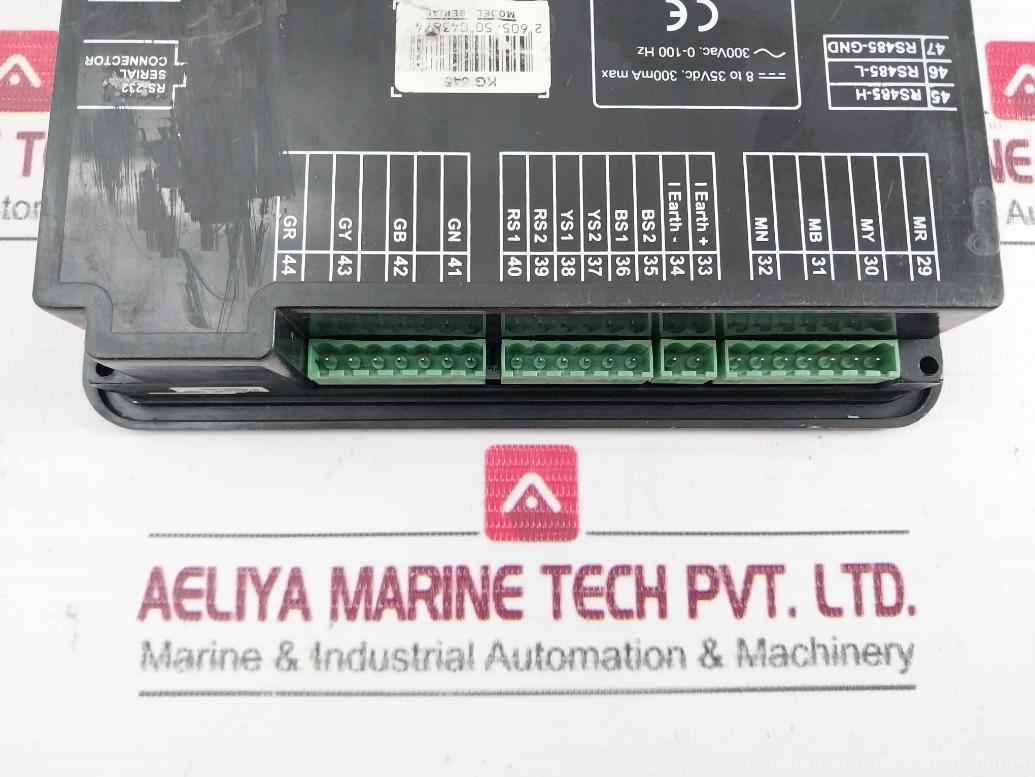 RS-232
SERIAL
CONNECTOR
KG 645
MODEL SERIAL
8 to 35Vdc, 300mA max
300Vac, 0-100 Hz
CE
45 RS485-H
46 RS485-L
47 RS485-GND
GR 44
GY 43
GB 42
GN 41
RS1 40
RS2 39
YS1 38
YS2 37
BS1 36
BS2 35
I Earth - 34
I Earth + 33
MN 32
MB 31
MY 30
MR 29
AELIYA MARINE TECH PVT. LTD.
Marine & Industrial Automation & Machinery